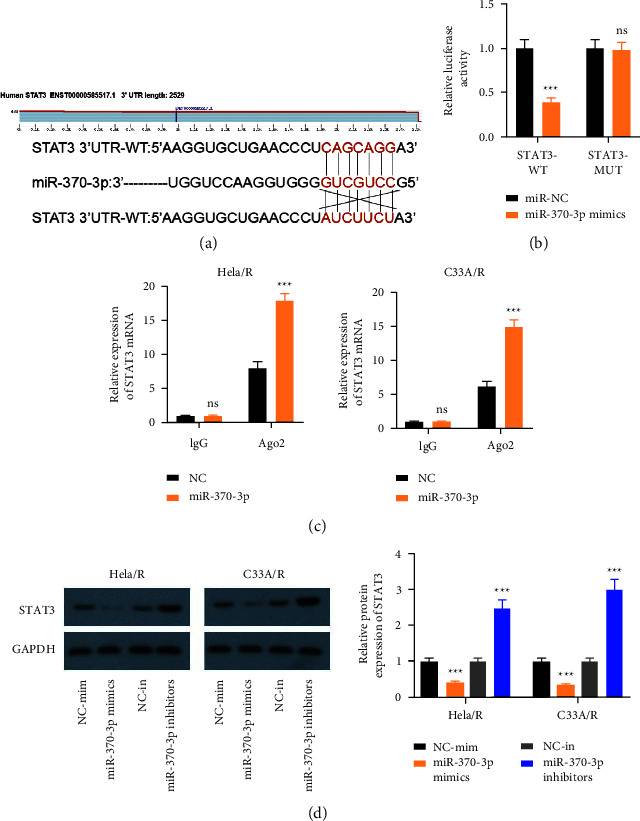 Human STAT3 ENST00000585517.1 3' UTR length: 2529
STAT3 3'UTR-WT:5'AAGGUGCUGAACCCUCAGCAGGA3'
miR-370-3p:3'---------UGGUCCAAGGUGGGGUCGUCCG5'
STAT3 3'UTR-WT:5'AAGGUGCUGAACCCUAUCUUCUA3'
(a)
Relative luciferase
activity
1.5
1.0
0.5
0.0
***
ns
STAT3-
WT
STAT3-
MUT
miR-NC
miR-370-3p mimics
(b)
Hela/R
Relative expression
of STAT3 mRNA
20
15
10
5
0
ns
***
IgG
Ago2
NC
miR-370-3p
C33A/R
Relative expression
of STAT3 mRNA
20
15
10
5
0
ns
***
IgG
Ago2
NC
miR-370-3p
(c)
Hela/R
C33A/R
STAT3
GAPDH
NC-mim
miR-370-3p mimics
NC-in
miR-370-3p inhibitors
NC-mim
miR-370-3p mimics
NC-in
miR-370-3p inhibitors
Relative protein
expression of STAT3
4
3
2
1
0
***
***
***
***
Hela/R
C33A/R
NC-mim
miR-370-3p
mimics
NC-in
miR-370-3p
inhibitors
(d)